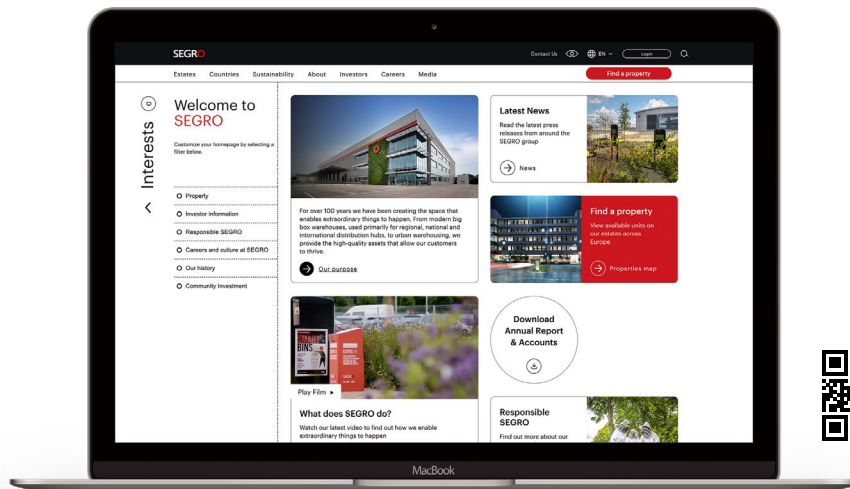 SEGRO
Contact Us
EN
Login
Estates Countries Sustainability About Investors Careers Media
Find a property
Interests
Welcome to
SEGRO
Customize your homepage by selecting a
filter below.
Property
Investor information
Responsible SEGRO
Careers and culture at SEGRO
Our history
Community Investment
For over 100 years we have been creating the space that
enables extraordinary things to happen. From modern big
box warehouses, used primarily for regional, national and
international distribution hubs, to urban warehousing, we
provide the high-quality assets that allow our customers
to thrive.
Our purpose
SMART
BINS
Play Film
What does SEGRO do?
Watch our latest video to find out how we enable
extraordinary things to happen
Latest News
Read the latest press
releases from around the
SEGRO group
News
Find a property
View available units on
our estates across
Europe
Properties map
Download
Annual Report
& Accounts
Responsible
SEGRO
Find out more about our
MacBook